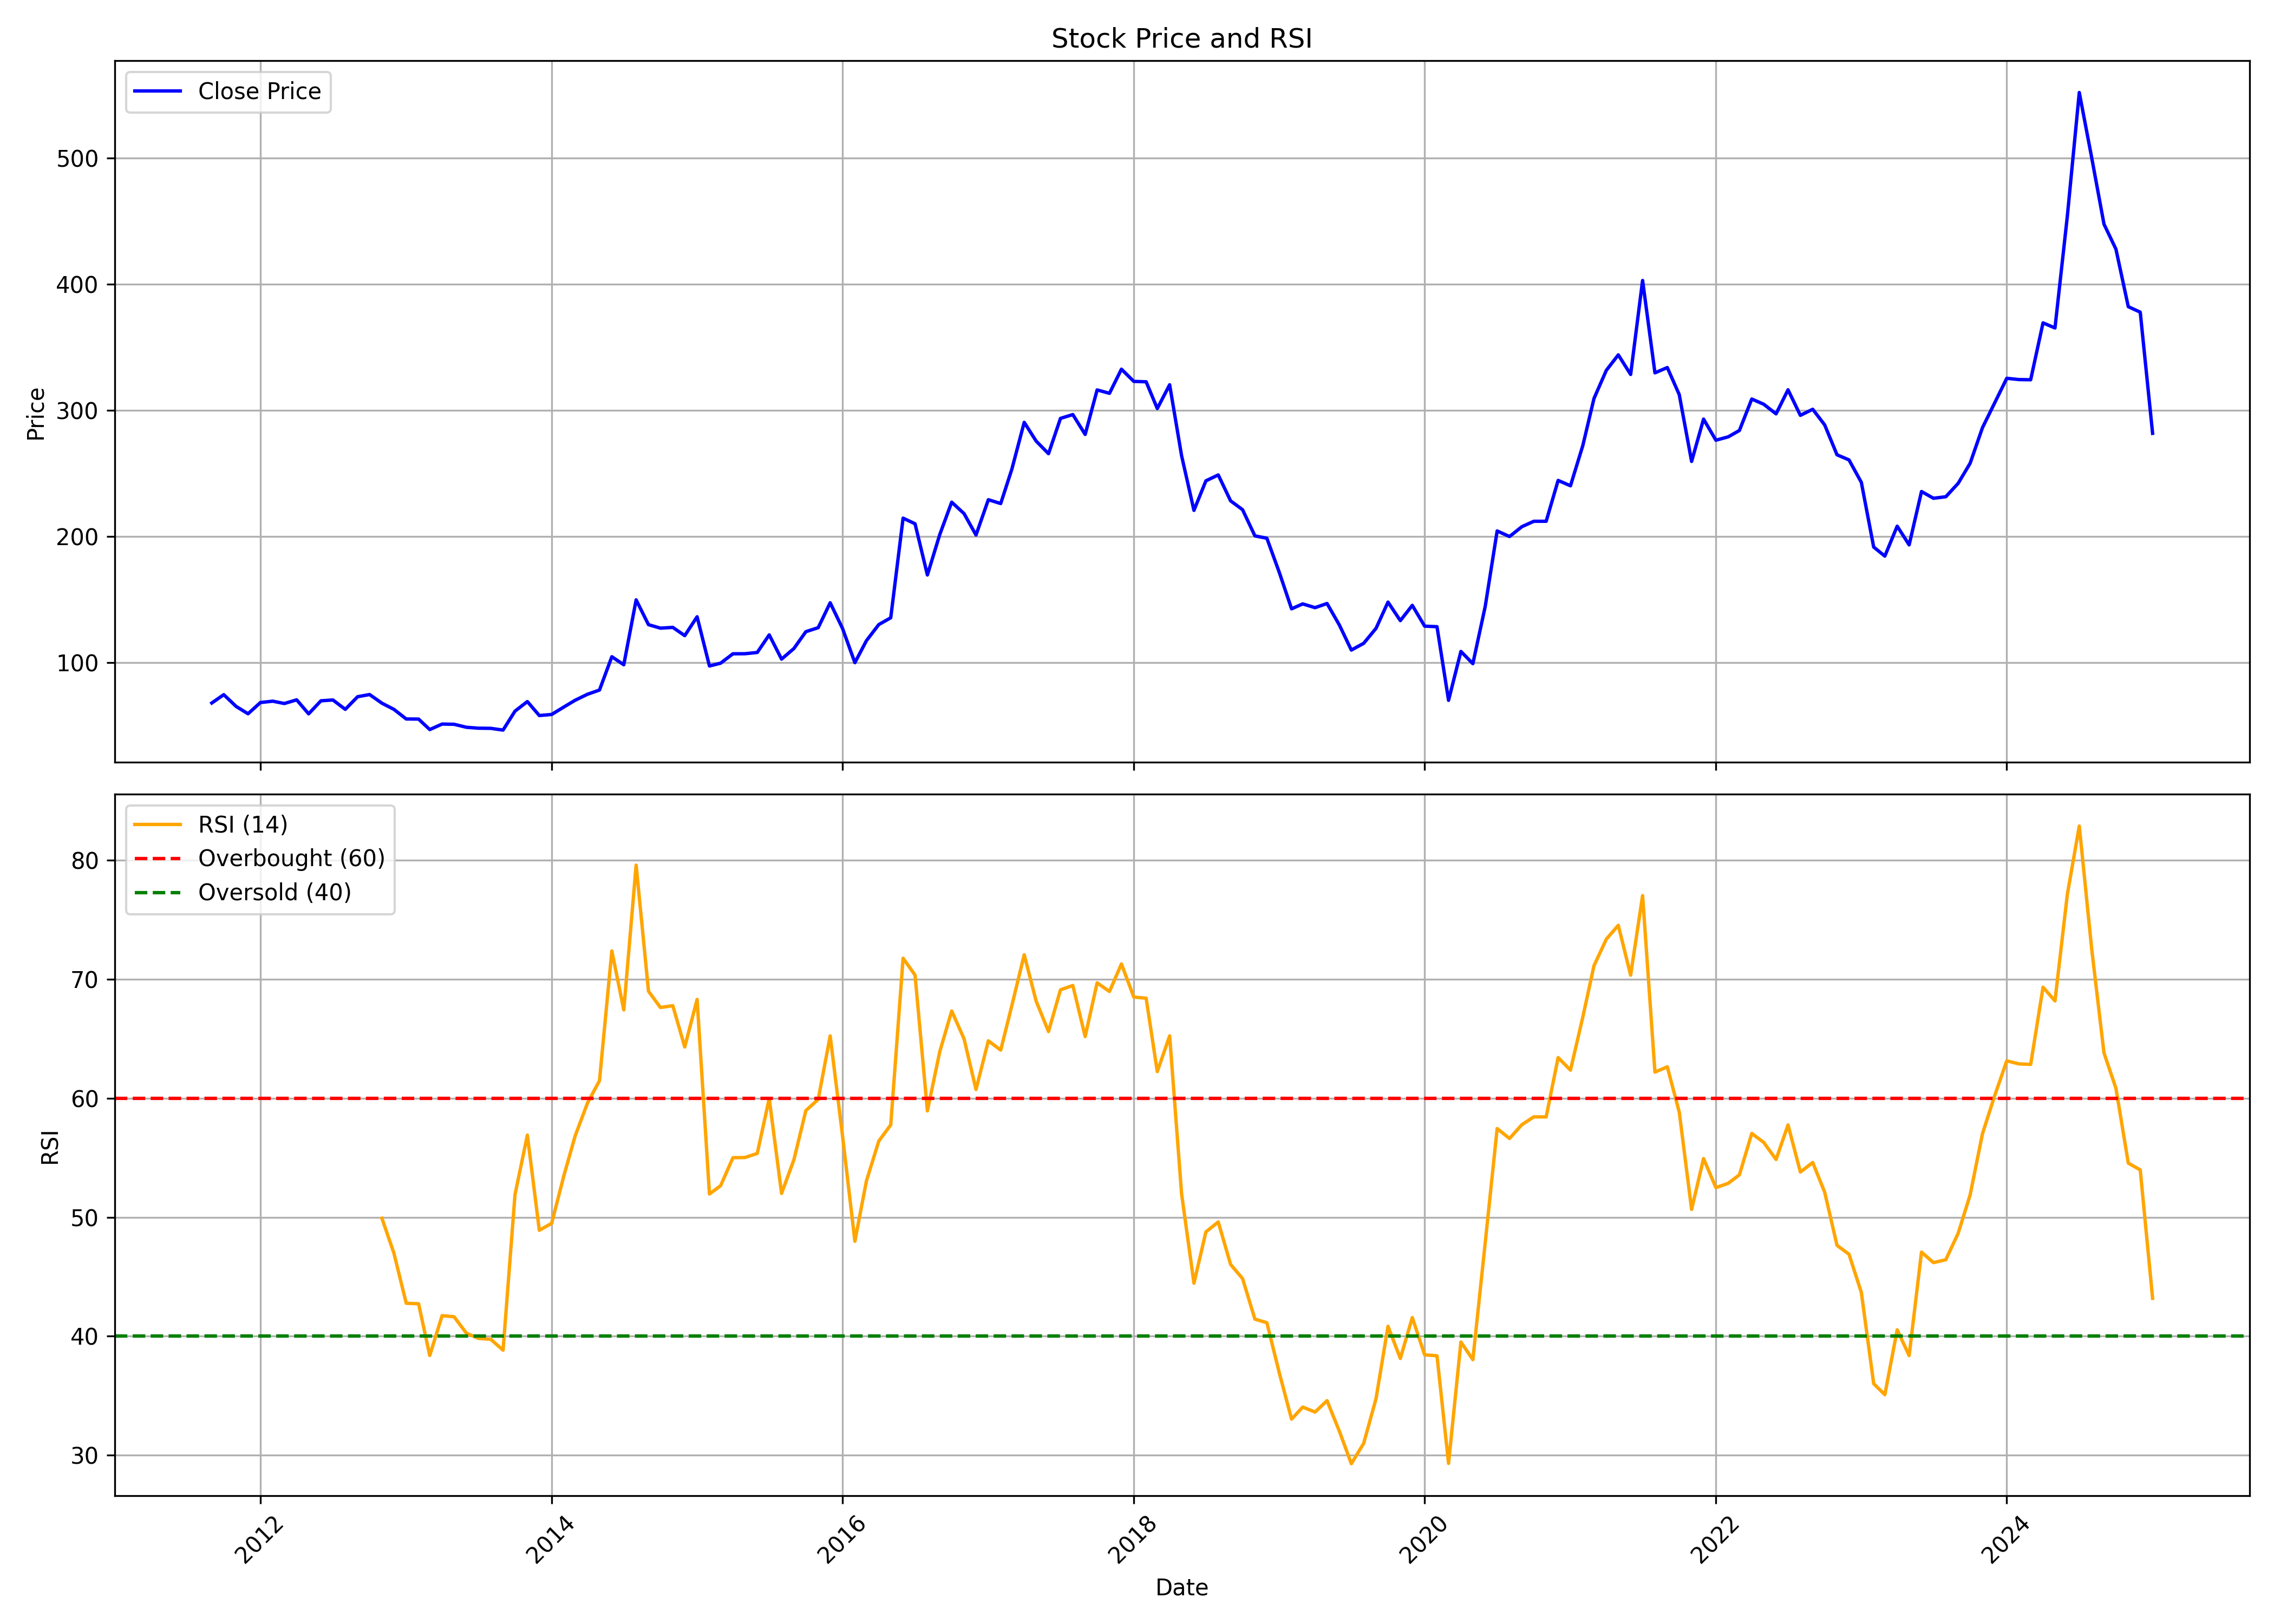 Stock Price and RSI
Close Price
500
400
300
200
100
Price
RSI (14)
Overbought (60)
Oversold (40)
80
70
60
50
40
30
RSI
2012
2014
2016
2018
2020
2022
2024
Date